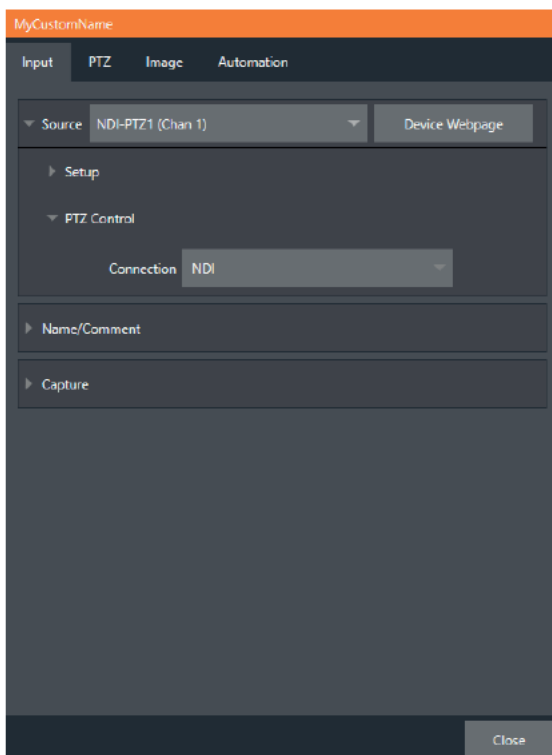 MyCustomName
Input PTZ Image Automation
Source NDI-PTZ1 (Chan 1) Device Webpage
Setup
PTZ Control
Connection NDI
Name/Comment
Capture
Close